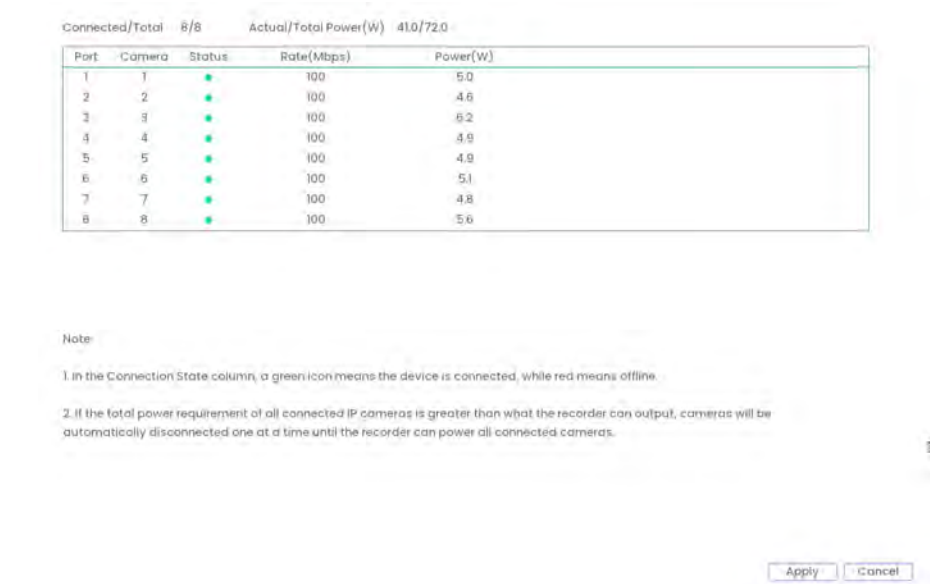 Connected/Total 8/8 Actual/Total Power(W) 41.0/72.0
Port Camera Status Rate(Mbps) Power(W)
1 1 100 5.0
2 2 100 4.6
3 3 100 6.2
4 4 100 4.9
5 5 100 4.9
6 6 100 5.1
7 7 100 4.8
8 8 100 5.6
Note:
1. In the Connection State column, a green icon means the device is connected, while red means offline.
2. If the total power requirement of all connected IP cameras is greater than what the recorder can output, cameras will be
automatically disconnected one at a time until the recorder can power all connected cameras.
Apply Cancel